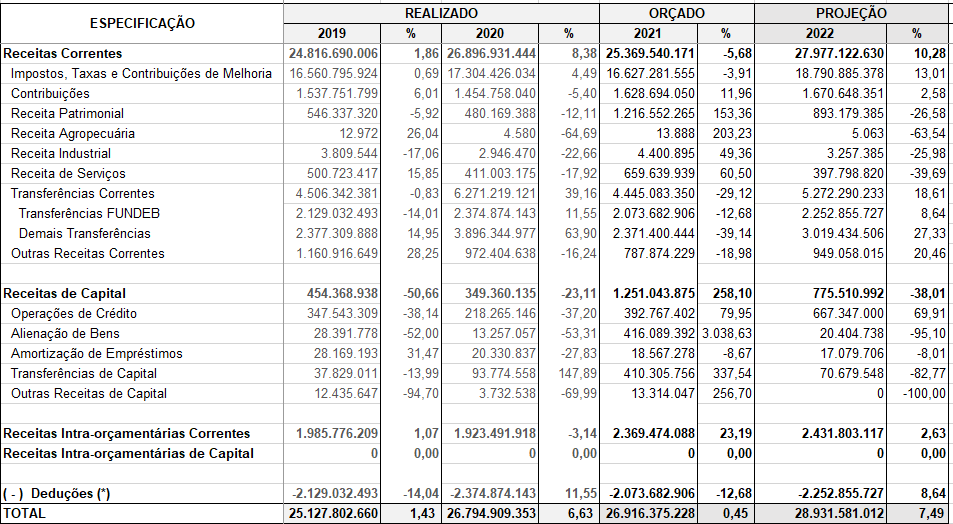 ESPECIFICAÇÃO REALIZADO ORÇADO PROJEÇÃO
2019 % 2020 % 2021 % 2022 %
Receitas Correntes 24.816.690.006 1,86 26.896.931.444 8,38 25.369.540.171 -5,68 27.977.122.630 10,28
Impostos, Taxas e Contribuições de Melhoria 16.560.795.924 0,69 17.304.426.034 4,49 16.627.281.555 -3,91 18.790.885.378 13,01
Contribuições 1.537.751.799 6,01 1.454.758.040 -5,40 1.628.694.050 11,96 1.670.648.351 2,58
Receita Patrimonial 546.337.320 -5,92 480.169.388 -12,11 1.216.552.265 153,36 893.179.385 -26,58
Receita Agropecuária 12.972 26,04 4.580 -64,69 13.888 203,23 5.063 -63,54
Receita Industrial 3.809.544 -17,06 2.946.470 -22,66 4.400.895 49,36 3.257.385 -25,98
Receita de Serviços 500.723.417 15,85 411.003.175 -17,92 659.639.939 60,50 397.798.820 -39,69
Transferências Correntes 4.506.342.381 -0,83 6.271.219.121 39,16 4.445.083.350 -29,12 5.272.290.233 18,61
Transferências FUNDEB 2.129.032.493 -14,01 2.374.874.143 11,55 2.073.682.906 -12,68 2.252.855.727 8,64
Demais Transferências 2.377.309.888 14,95 3.896.344.977 63,90 2.371.400.444 -39,14 3.019.434.506 27,33
Outras Receitas Correntes 1.160.916.649 28,25 972.404.638 -16,24 787.874.229 -18,98 949.058.015 20,46
Receitas de Capital 454.368.938 -50,66 349.360.135 -23,11 1.251.043.875 258,10 775.510.992 -38,01
Operações de Crédito 347.543.309 -38,14 218.265.146 -37,20 392.767.402 79,95 667.347.000 69,91
Alienação de Bens 28.391.778 -52,00 13.257.057 -53,31 416.089.392 3.038,63 20.404.738 -95,10
Amortização de Empréstimos 28.169.193 31,47 20.330.837 -27,83 18.567.278 -8,67 17.079.706 -8,01
Transferências de Capital 37.829.011 -13,99 93.774.558 147,89 410.305.756 337,54 70.679.548 -82,77
Outras Receitas de Capital 12.435.647 -94,70 3.732.538 -69,99 13.314.047 256,70 0 -100,00
Receitas Intra-orçamentárias Correntes 1.985.776.209 1,07 1.923.491.918 -3,14 2.369.474.088 23,19 2.431.803.117 2,63
Receitas Intra-orçamentárias de Capital 0 0,00 0 0,00 0 0,00 0 0,00
( - ) Deduções (*) -2.129.032.493 -14,04 -2.374.874.143 11,55 -2.073.682.906 -12,68 -2.252.855.727 8,64
TOTAL 25.127.802.660 1,43 26.794.909.353 6,63 26.916.375.228 0,45 28.931.581.012 7,49